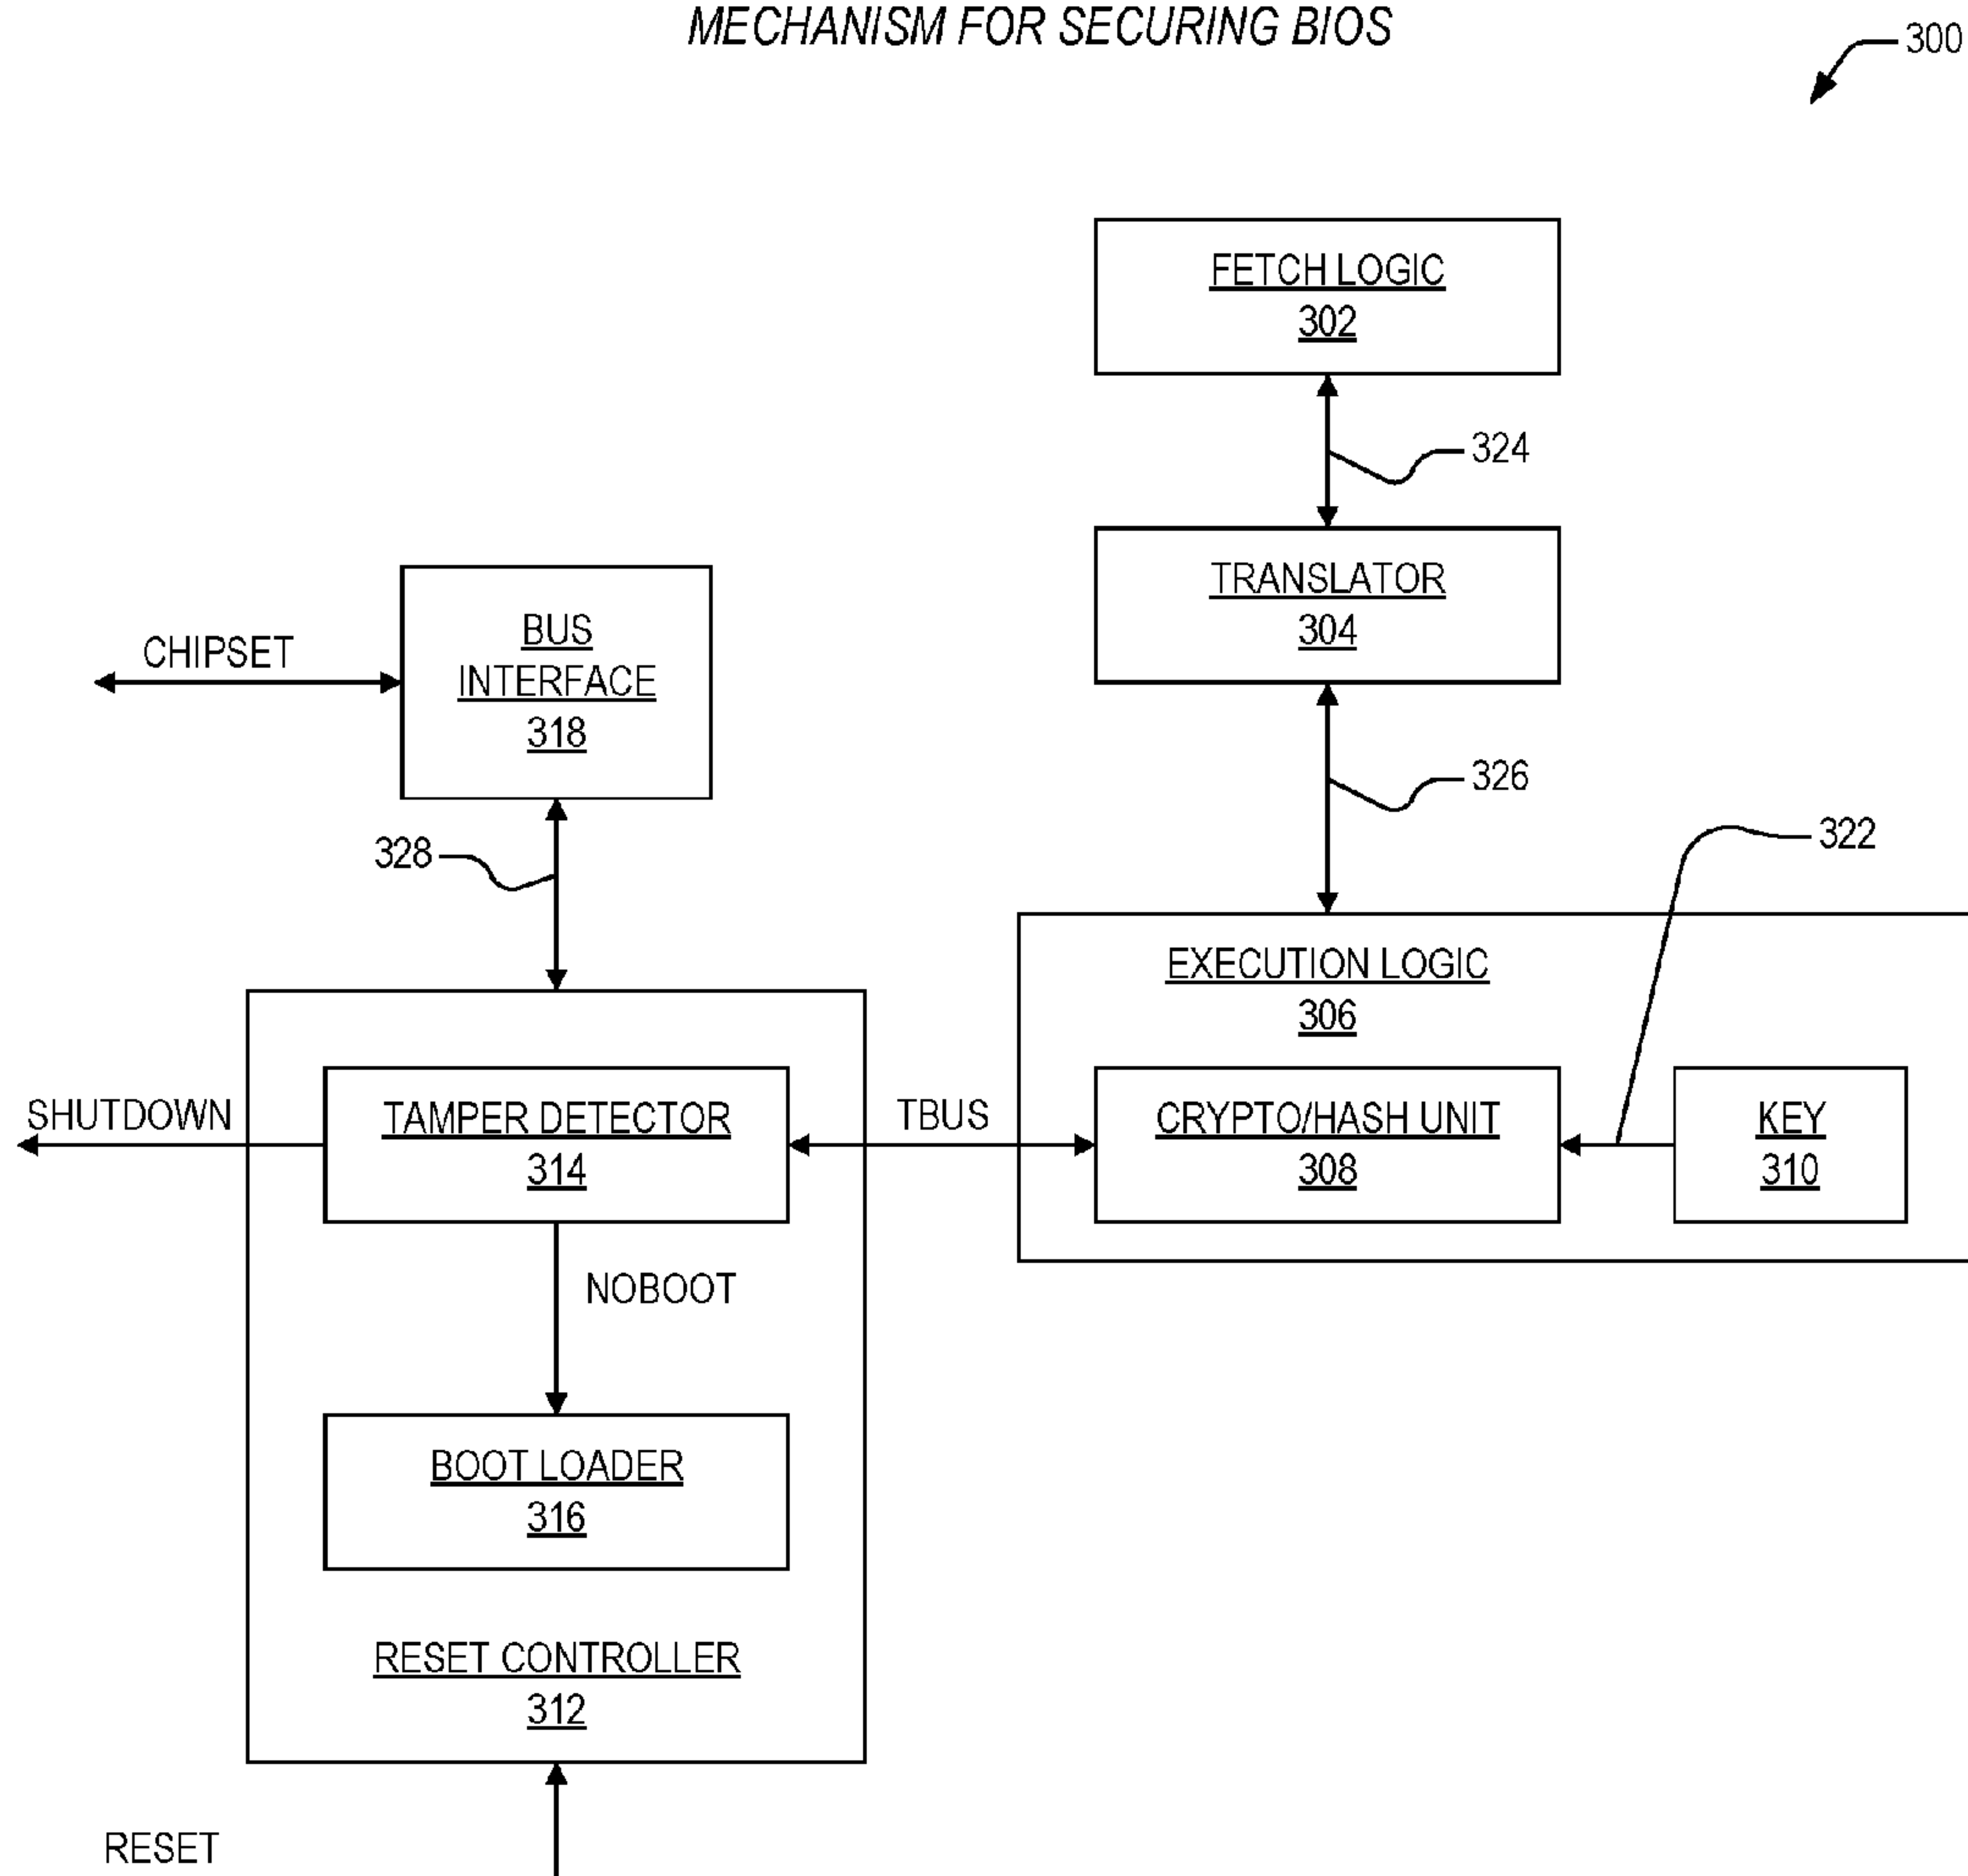 MECHANISM FOR SECURING BIOS
300
FETCH LOGIC
302
324
TRANSLATOR
304
CHIPSET
BUS
INTERFACE
318
326
328
322
EXECUTION LOGIC
306
SHUTDOWN
TAMPER DETECTOR
314
TBUS
CRYPTO/HASH UNIT
308
KEY
310
NOBOOT
BOOT LOADER
316
RESET CONTROLLER
312
RESET